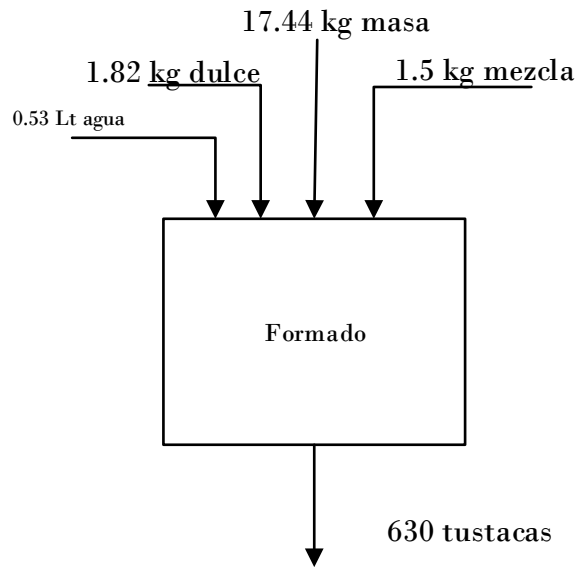 17.44 kg masa
1.82 kg dulce
1.5 kg mezcla
0.53 Lt agua
Formado
630 tustacas